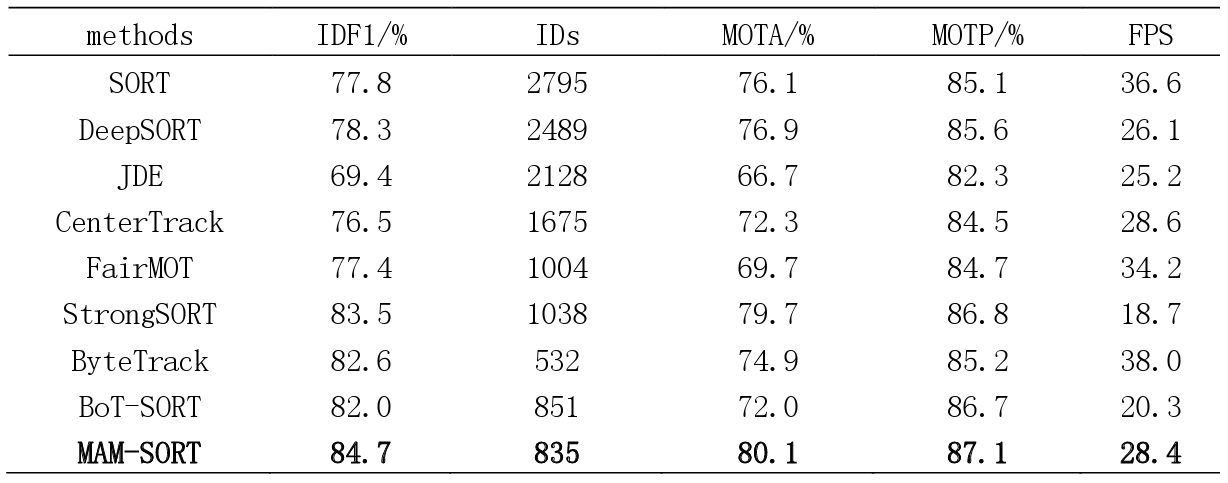 methods IDF1/% IDs MOTA/% MOTP/% FPS
SORT 77.8 2795 76.1 85.1 36.6
DeepSORT 78.3 2489 76.9 85.6 26.1
JDE 69.4 2128 66.7 82.3 25.2
CenterTrack 76.5 1675 72.3 84.5 28.6
FairMOT 77.4 1004 69.7 84.7 34.2
StrongSORT 83.5 1038 79.7 86.8 18.7
ByteTrack 82.6 532 74.9 85.2 38.0
BoT-SORT 82.0 851 72.0 86.7 20.3
MAM-SORT 84.7 835 80.1 87.1 28.4